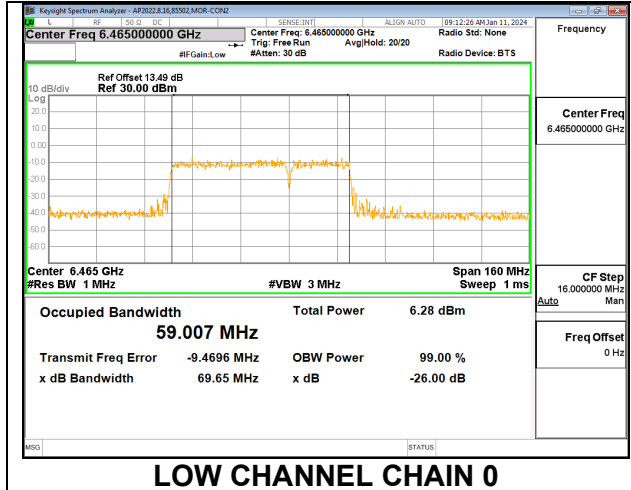 Keysight Spectrum Analyzer - AP2022.8.16,85502,MOR-CON2
L RF 50 Ω DC SENSE:INT ALIGN AUTO 09:12:26 AM Jan 11, 2024
Center Freq 6.465000000 GHz
Center Freq: 6.465000000 GHz Radio Std: None
Trig: Free Run Avg|Hold: 20/20
#IFGain:Low #Atten: 30 dB Radio Device: BTS
Frequency
Ref Offset 13.49 dB
10 dB/div Ref 30.00 dBm
Log
20.0
10.0
0.00
-10.0
-20.0
-30.0
-40.0
-50.0
-60.0
Center 6.465 GHz Span 160 MHz
#Res BW 1 MHz #VBW 3 MHz Sweep 1 ms
Occupied Bandwidth Total Power 6.28 dBm
59.007 MHz
Transmit Freq Error -9.4696 MHz OBW Power 99.00 %
x dB Bandwidth 69.65 MHz x dB -26.00 dB
Center Freq
6.465000000 GHz
CF Step
16.000000 MHz
Auto Man
Freq Offset
0 Hz
MSG STATUS
LOW CHANNEL CHAIN 0